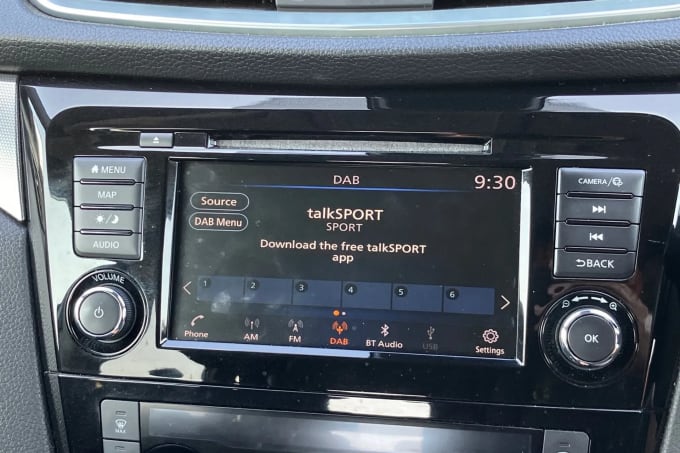 MENU
MAP
AUDIO
VOLUME
DAB
9:30
Source
DAB Menu
talkSPORT
SPORT
Download the free talkSPORT
app
1 2 3 4 5 6
Phone
AM
FM
DAB
BT Audio
USB
Settings
CAMERA/
BACK
OK
MAX